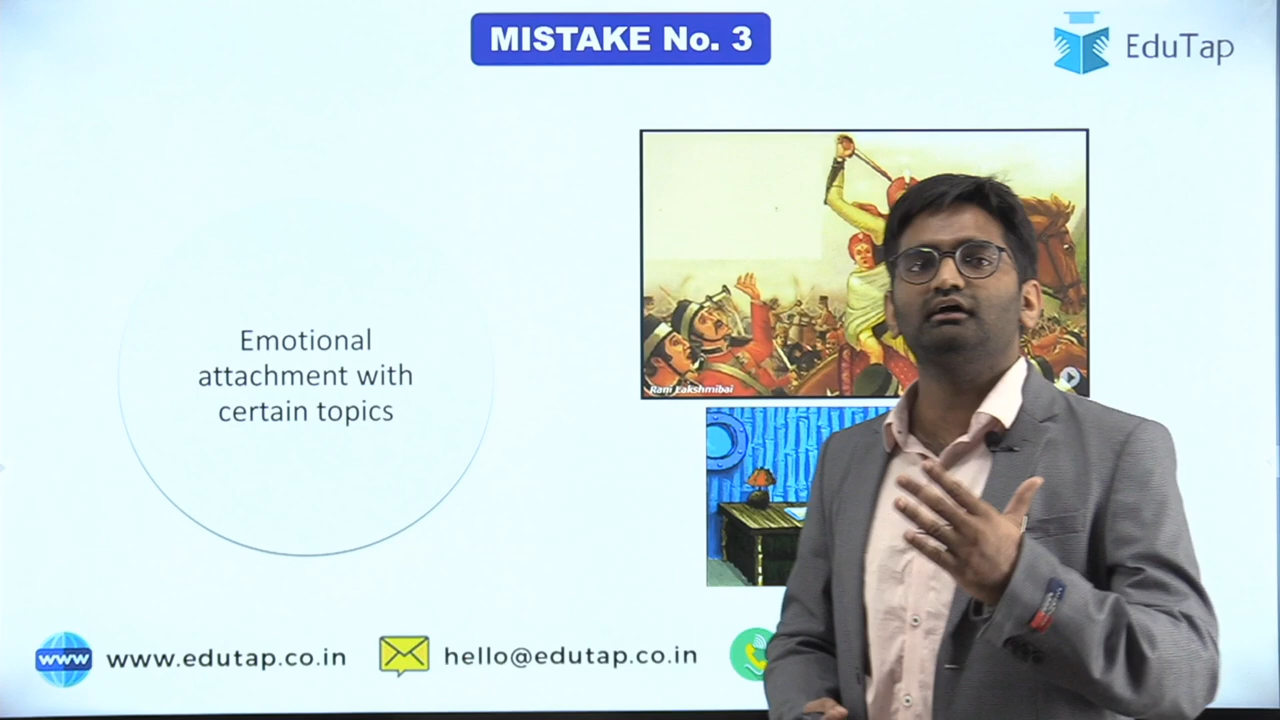 MISTAKE No. 3
EduTap
Emotional
attachment with
certain topics
Rani Lakshmibai
www
www.edutap.co.in
hello@edutap.co.in